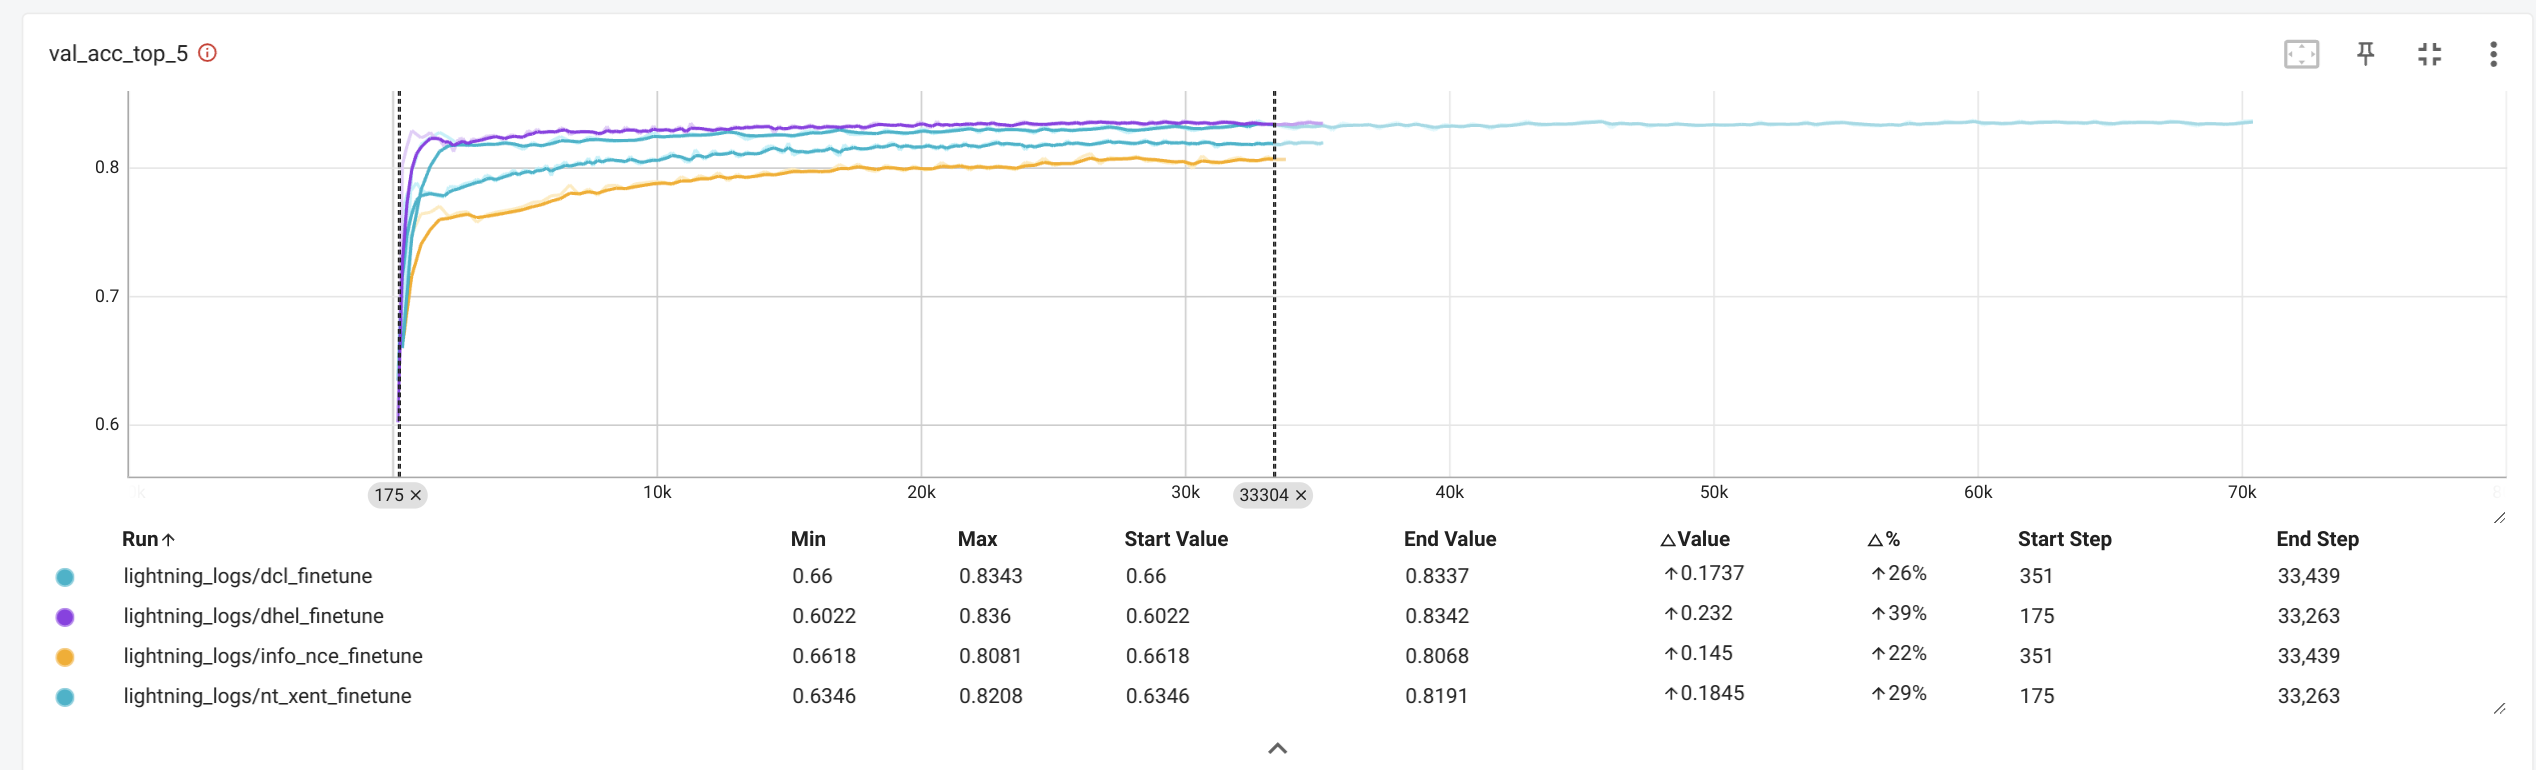 val_acc_top_5
0.8
0.7
0.6
175 × 10k 20k 30k 33304 × 40k 50k 60k 70k
Run↑ Min Max Start Value End Value △Value △% Start Step End Step
lightning_logs/dcl_finetune 0.66 0.8343 0.66 0.8337 ↑0.1737 ↑26% 351 33,439
lightning_logs/dhel_finetune 0.6022 0.836 0.6022 0.8342 ↑0.232 ↑39% 175 33,263
lightning_logs/info_nce_finetune 0.6618 0.8081 0.6618 0.8068 ↑0.145 ↑22% 351 33,439
lightning_logs/nt_xent_finetune 0.6346 0.8208 0.6346 0.8191 ↑0.1845 ↑29% 175 33,263